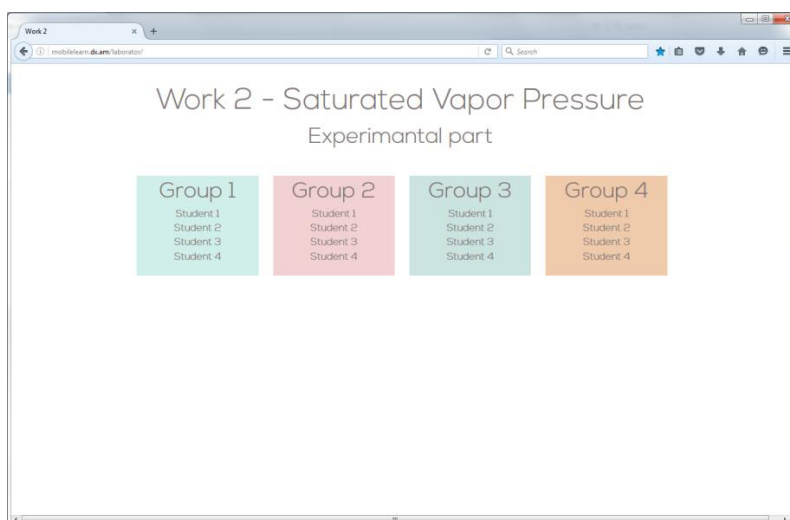 Work 2
mobilelearn.dx.am/laborator/
Search
Work 2 - Saturated Vapor Pressure
Experimantal part
Group 1
Student 1
Student 2
Student 3
Student 4
Group 2
Student 1
Student 2
Student 3
Student 4
Group 3
Student 1
Student 2
Student 3
Student 4
Group 4
Student 1
Student 2
Student 3
Student 4